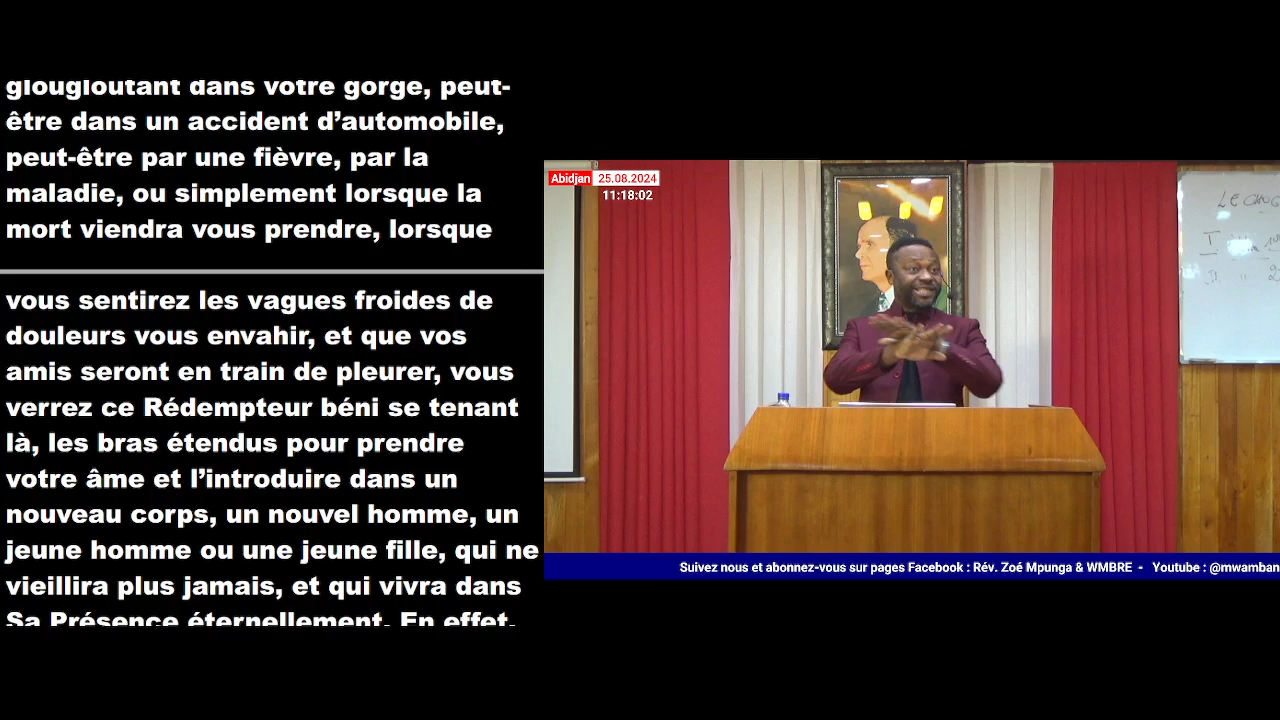 glougloutant dans votre gorge, peut-
être dans un accident d’automobile,
peut-être par une fièvre, par la
maladie, ou simplement lorsque la
mort viendra vous prendre, lorsque
vous sentirez les vagues froides de
douleurs vous envahir, et que vos
amis seront en train de pleurer, vous
verrez ce Rédempteur béni se tenant
là, les bras étendus pour prendre
votre âme et l’introduire dans un
nouveau corps, un nouvel homme, un
jeune homme ou une jeune fille, qui ne
vieillira plus jamais, et qui vivra dans
Sa Présence éternellement. En effet,
Abidjan 25.08.2024
11:18:02
I
II
Suivez nous et abonnez-vous sur pages Facebook : Rév. Zoé Mpunga & WMBRE - Youtube : @mwamban